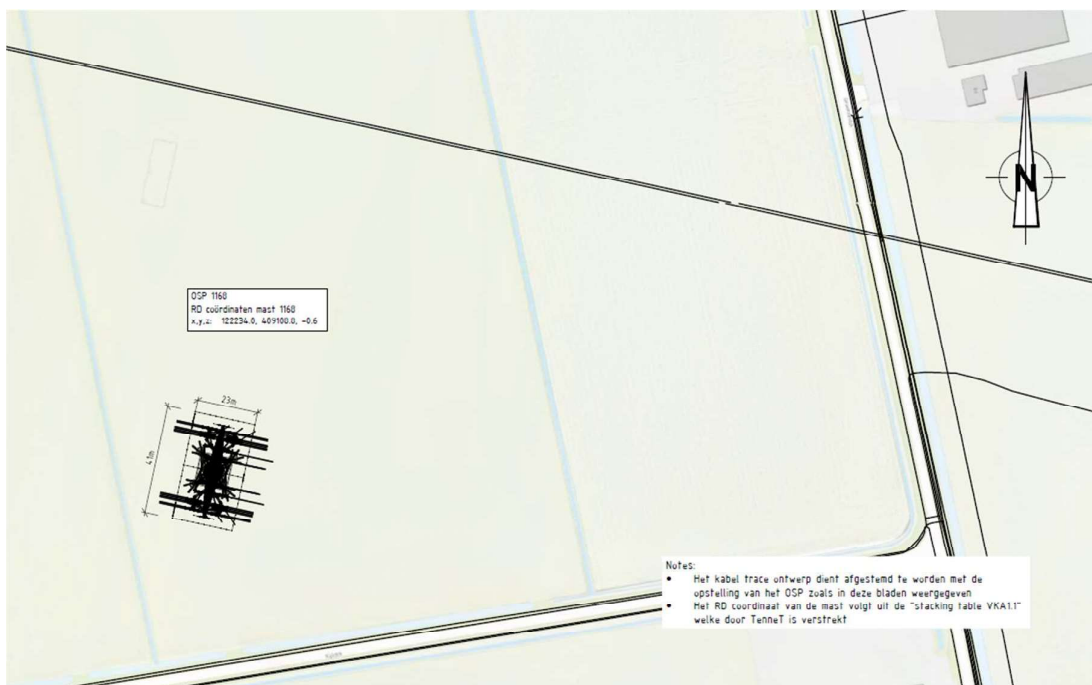 N
OSP 1168
RD coördinaten mast 1168
x,y,z: 122234.0, 409100.0, -0.6
23m
41m
Notes:
• Het kabel trace ontwerp dient afgestemd te worden met de
opstelling van het OSP zoals in deze bladen weergegeven
• Het RD coordinaat van de mast volgt uit de "stacking table VKA1.1"
welke door TenneT is verstrekt